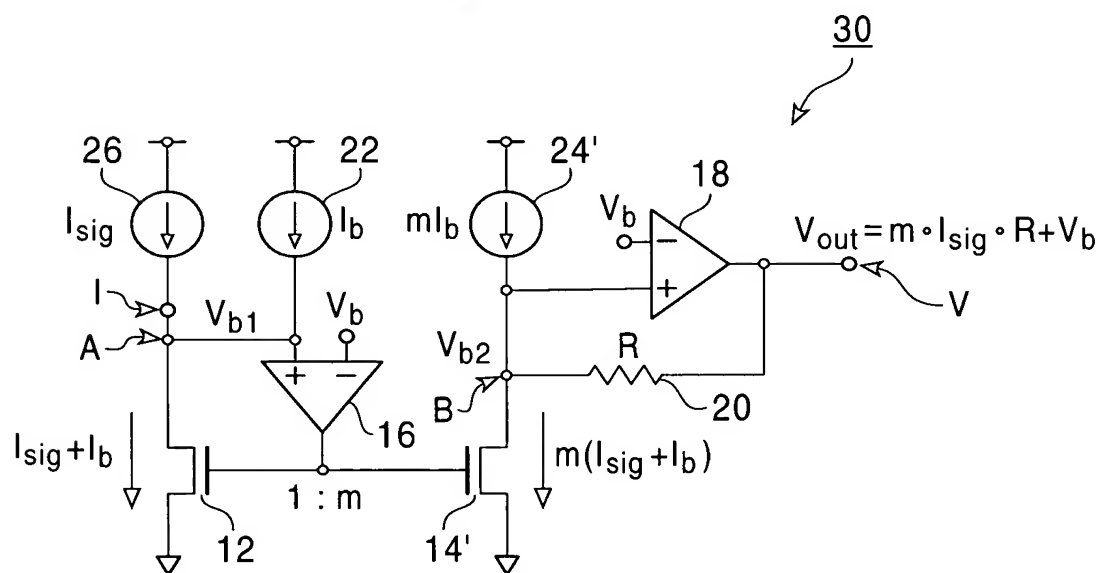 30
26
22
24'
18
I_sig
I_b
mI_b
V_b
−
+
V_out = m • I_sig • R + V_b
V
I
A
V_b1
V_b
+ −
16
V_b2
B
R
20
I_sig + I_b
m(I_sig + I_b)
1 : m
12
14'